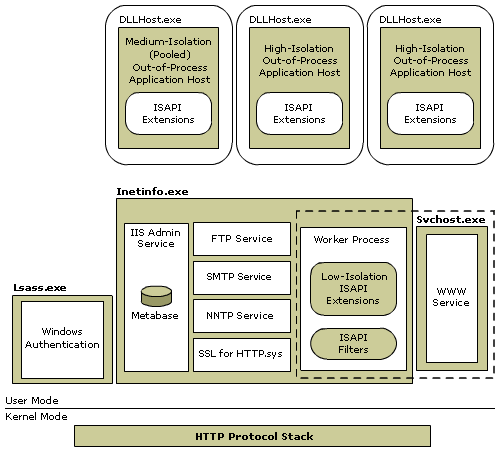 DLLHost.exe
Medium-Isolation
(Pooled)
Out-of-Process
Application Host
ISAPI
Extensions
DLLHost.exe
High-Isolation
Out-of-Process
Application Host
ISAPI
Extensions
DLLHost.exe
High-Isolation
Out-of-Process
Application Host
ISAPI
Extensions
Inetinfo.exe
IIS Admin
Service
Metabase
FTP Service
SMTP Service
NNTP Service
SSL for HTTP.sys
Worker Process
Low-Isolation
ISAPI
Extensions
ISAPI
Filters
Svchost.exe
WWW
Service
Lsass.exe
Windows
Authentication
User Mode
Kernel Mode
HTTP Protocol Stack